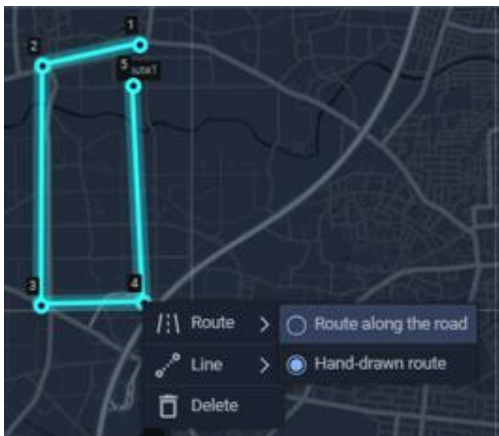 1
2
5
3
4
Route
Route along the road
Line
Hand-drawn route
Delete